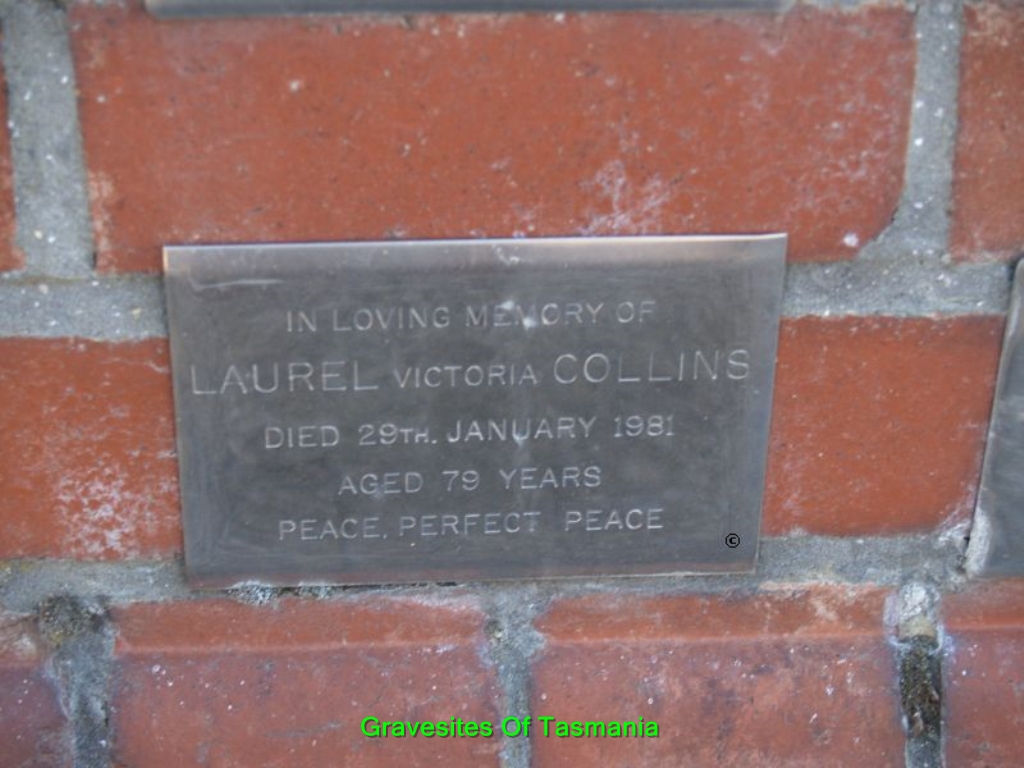 IN LOVING MEMORY OF
LAUREL VICTORIA COLLINS
DIED 29TH. JANUARY 1981
AGED 79 YEARS
PEACE, PERFECT PEACE
©
Gravesites Of Tasmania